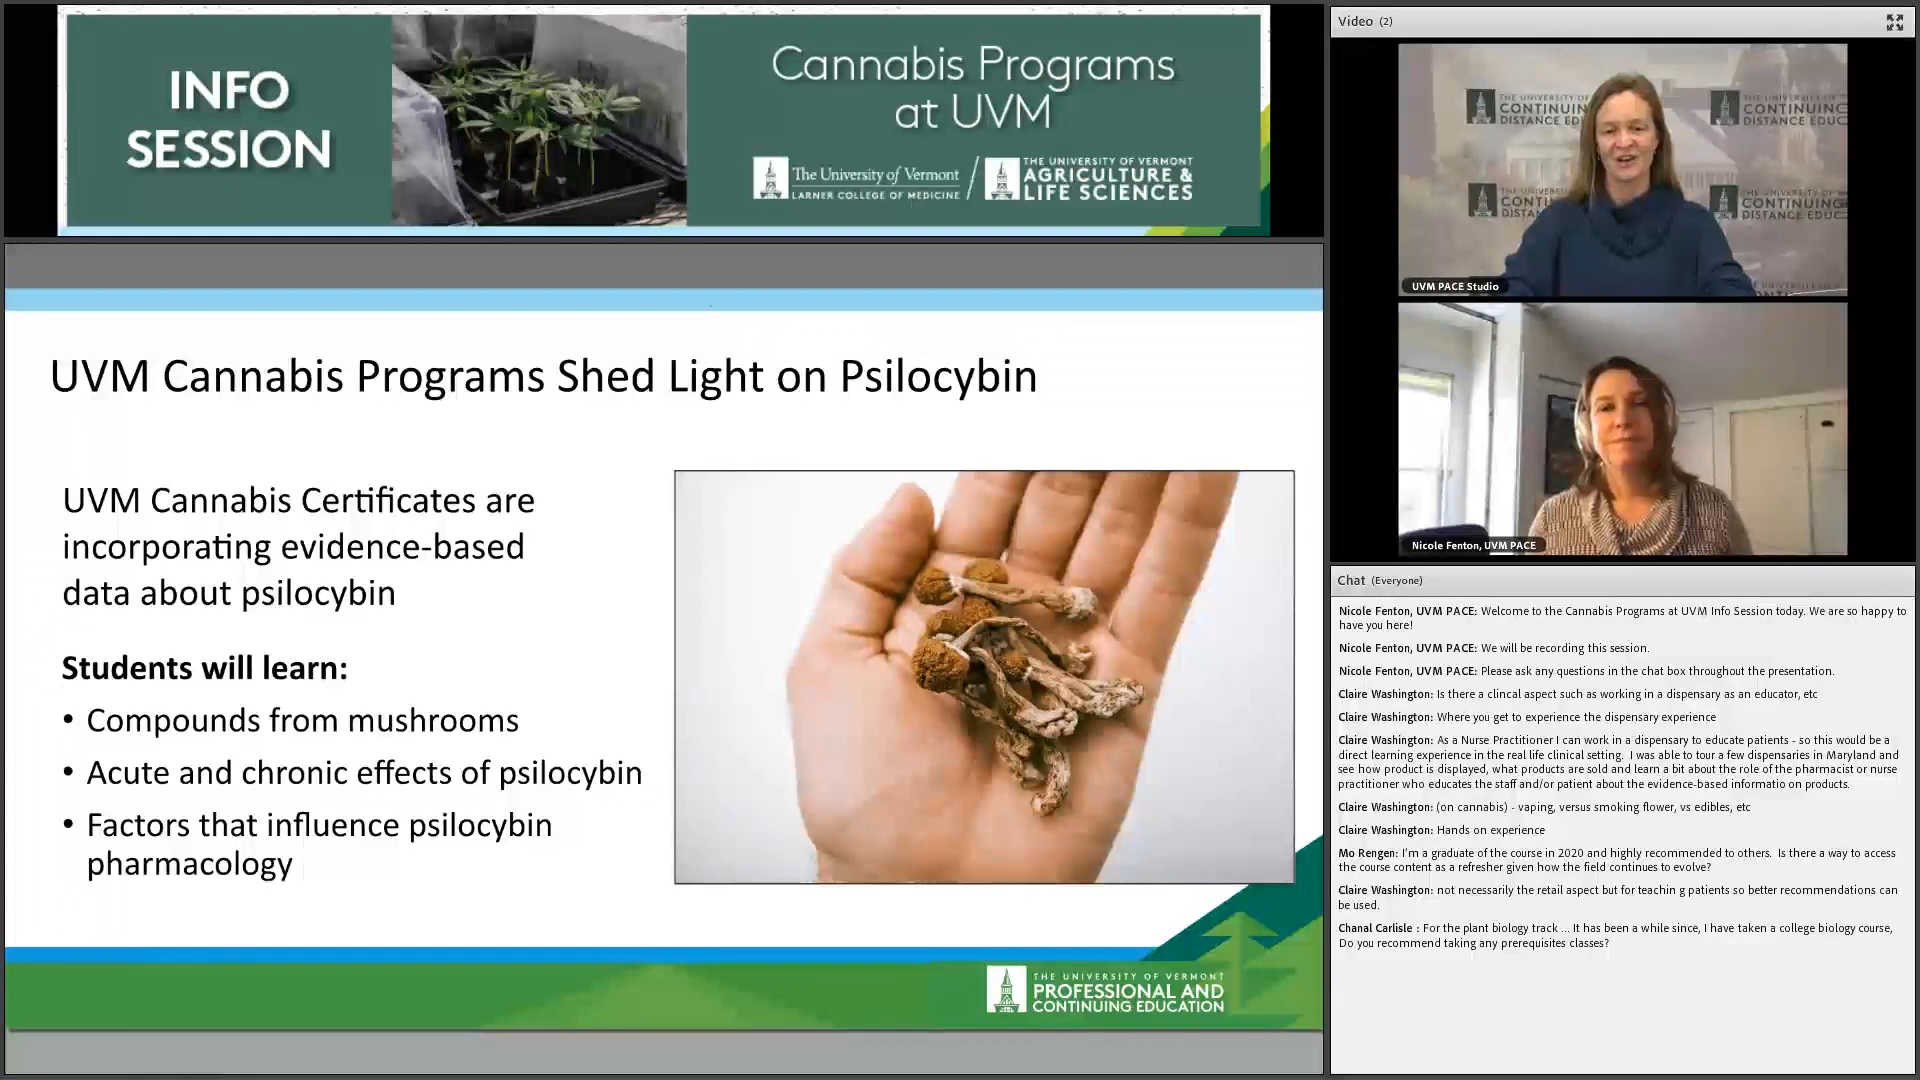 INFO
SESSION
Cannabis Programs
at UVM
The University of Vermont
LARNER COLLEGE OF MEDICINE
THE UNIVERSITY OF VERMONT
AGRICULTURE &
LIFE SCIENCES
UVM Cannabis Programs Shed Light on Psilocybin
UVM Cannabis Certificates are
incorporating evidence-based
data about psilocybin
Students will learn:
• Compounds from mushrooms
• Acute and chronic effects of psilocybin
• Factors that influence psilocybin
pharmacology
THE UNIVERSITY OF VERMONT
PROFESSIONAL AND
CONTINUING EDUCATION
Video (2)
CONTINUING
UVM PACE Studio
Nicole Fenton, UVM PACE
Chat (Everyone)
Nicole Fenton, UVM PACE: Welcome to the Cannabis Programs at UVM Info Session today. We are so happy to
have you here!
Nicole Fenton, UVM PACE: We will be recording this session.
Nicole Fenton, UVM PACE: Please ask any questions in the chat box throughout the presentation.
Claire Washington: Is there a clincal aspect such as working in a dispensary as an educator, etc
Claire Washington: Where you get to experience the dispensary experience
Claire Washington: As a Nurse Practitioner I can work in a dispensary to educate patients - so this would be a
direct learning experience in the real life clinical setting. I was able to tour a few dispensaries in Maryland and
see how product is displayed, what products are sold and learn a bit about the role of the pharmacist or nurse
practitioner who educates the staff and/or patient about the evidence-based informatio on products.
Claire Washington: (on cannabis) - vaping, versus smoking flower, vs edibles, etc
Claire Washington: Hands on experience
Mo Rengen: I'm a graduate of the course in 2020 and highly recommended to others. Is there a way to access
the course content as a refresher given how the field continues to evolve?
Claire Washington: not necessarily the retail aspect but for teachin g patients so better recommendations can
be used.
Chanal Carlisle : For the plant biology track ... It has been a while since, I have taken a college biology course,
Do you recommend taking any prerequisites classes?